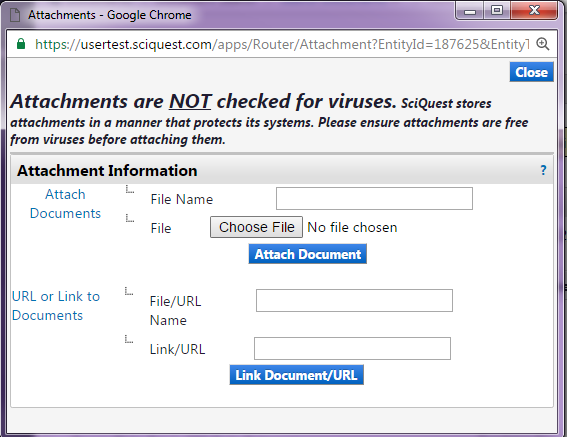 Attachments - Google Chrome
https://usertest.sciquest.com/apps/Router/Attachment?EntityId=187625&EntityT
Close
Attachments are NOT checked for viruses. SciQuest stores
attachments in a manner that protects its systems. Please ensure attachments are free
from viruses before attaching them.
Attachment Information ?
Attach
Documents
File Name
File
Choose File No file chosen
Attach Document
URL or Link to
Documents
File/URL
Name
Link/URL
Link Document/URL